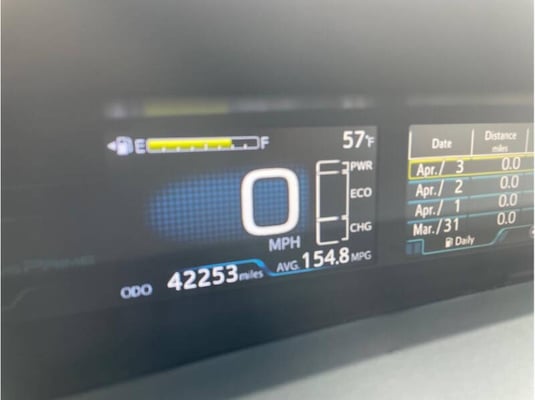 E F 57°F
PWR
ECO
0
CHG
MPH
ODO 42253 miles AVG. 154.8 MPG
Date Distance
miles
Apr./ 3 0.0
Apr./ 2 0.0
Apr./ 1 0.0
Mar./31 0.0
Daily
PRIME